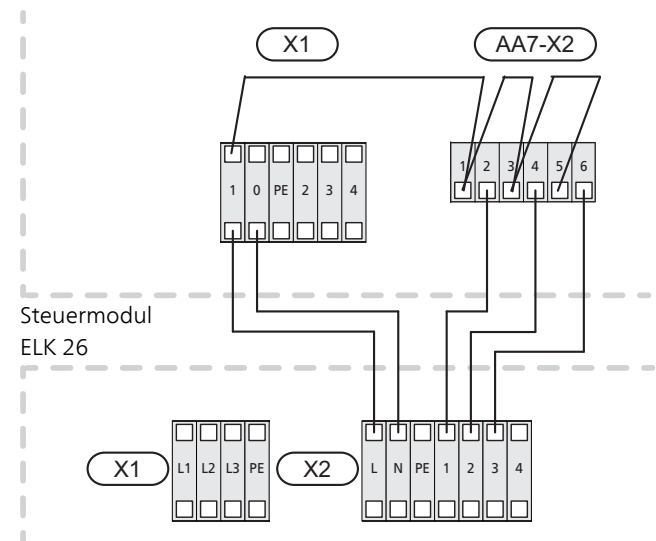 X1
AA7-X2
1 0 PE 2 3 4
1 2 3 4 5 6
Steuermodul
ELK 26
X1
L1 L2 L3 PE
X2
L N PE 1 2 3 4